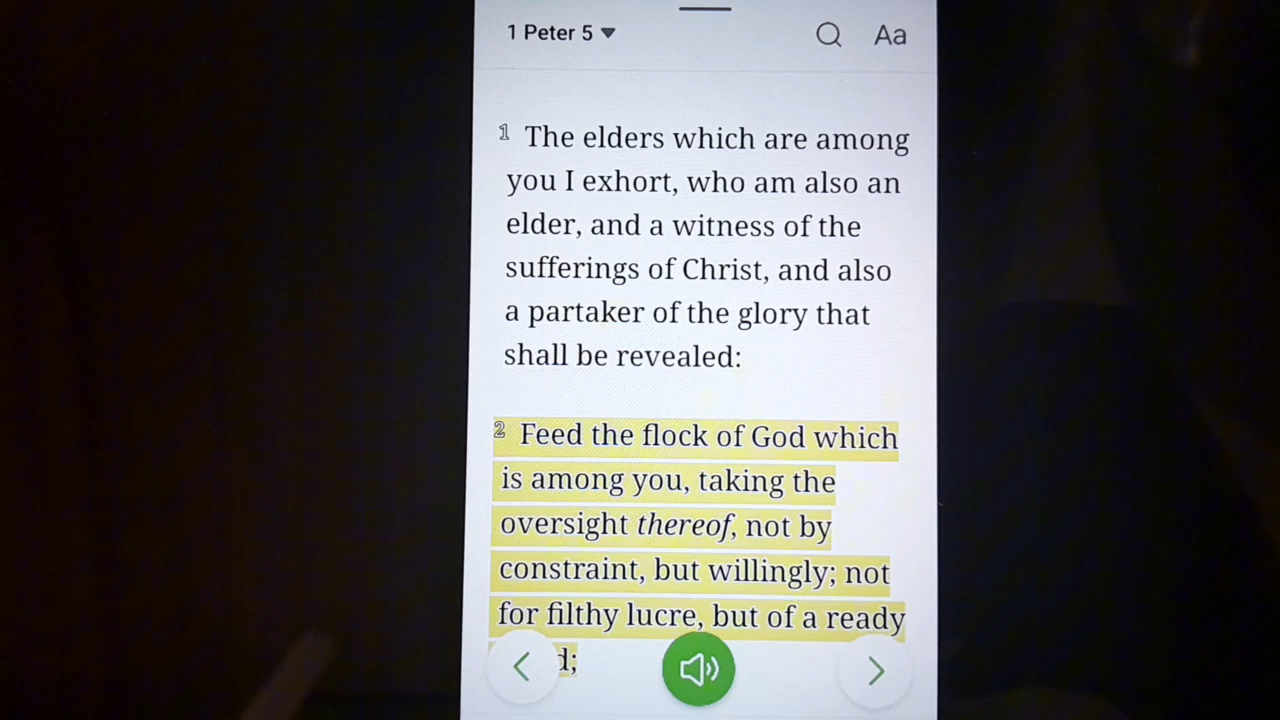 1 Peter 5
Aa
1 The elders which are among
you I exhort, who am also an
elder, and a witness of the
sufferings of Christ, and also
a partaker of the glory that
shall be revealed:
2 Feed the flock of God which
is among you, taking the
oversight thereof, not by
constraint, but willingly; not
for filthy lucre, but of a ready
d;